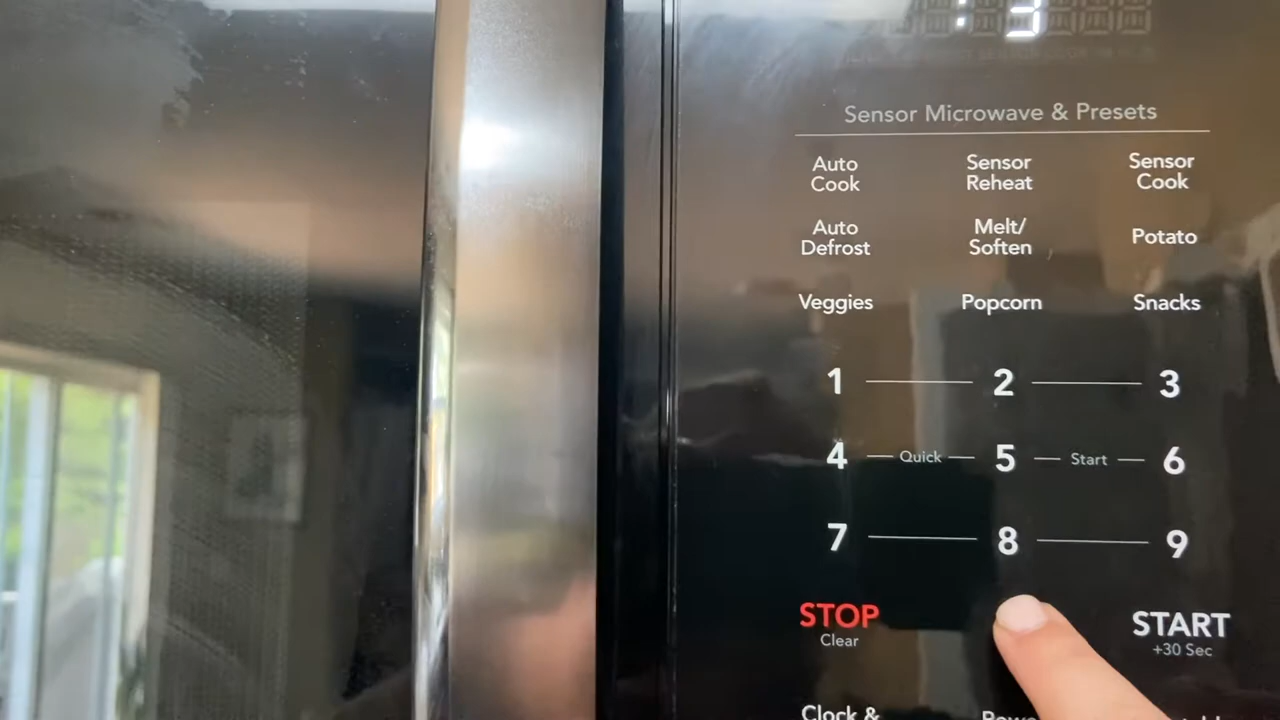 : 3
Sensor Microwave & Presets
Auto Cook
Sensor Reheat
Sensor Cook
Auto Defrost
Melt/ Soften
Potato
Veggies
Popcorn
Snacks
1
2
3
4
Quick
5
Start
6
7
8
9
STOP
Clear
START
+30 Sec
Clock &